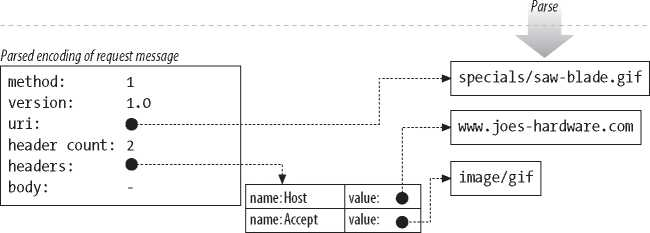 Parse
Parsed encoding of request message
method: 1
version: 1.0
uri:
header count: 2
headers:
body: -
specials/saw-blade.gif
www.joes-hardware.com
image/gif
name:Host value:
name:Accept value: